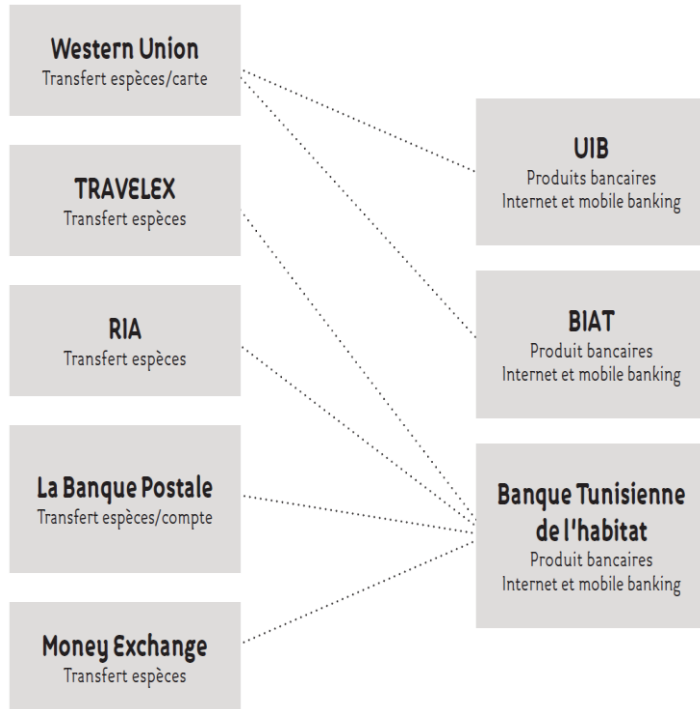 Western Union
Transfert espèces/carte
TRAVELEX
Transfert espèces
RIA
Transfert espèces
La Banque Postale
Transfert espèces/compte
Money Exchange
Transfert espèces
UIB
Produits bancaires
Internet et mobile banking
BIAT
Produit bancaires
Internet et mobile banking
Banque Tunisienne
de l'habitat
Produit bancaires
Internet et mobile banking